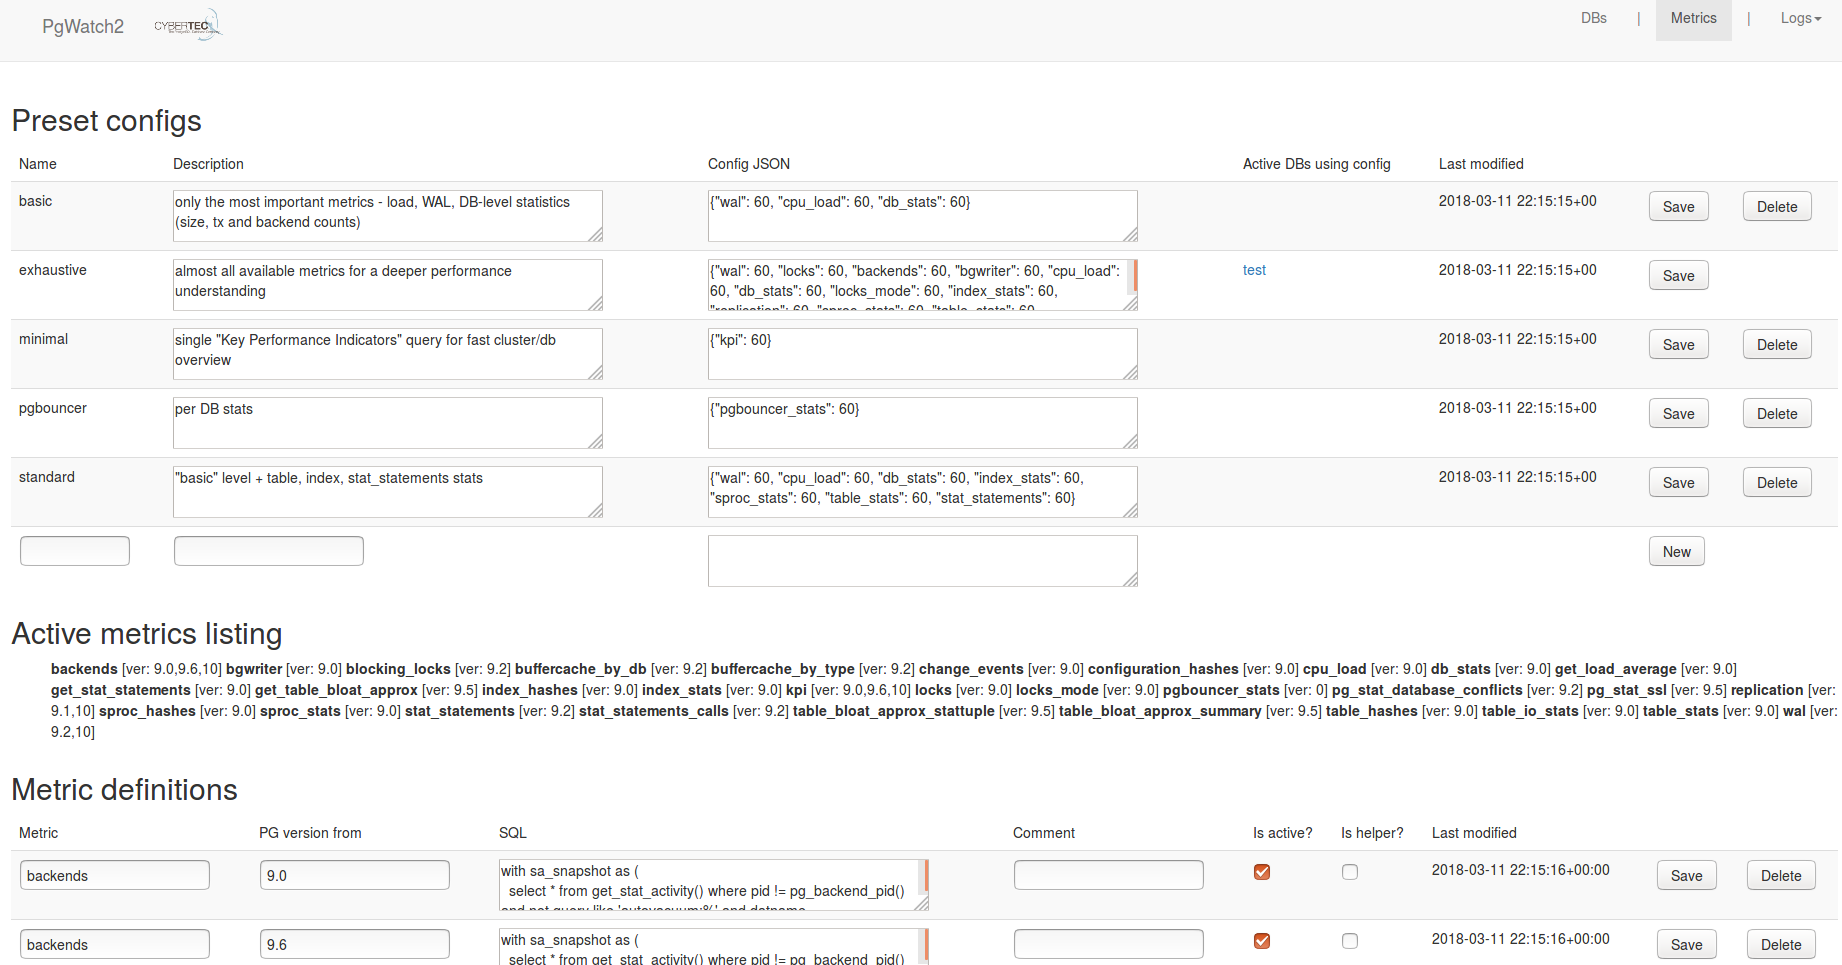 PgWatch2
CYBERTEC
DBs | Metrics | Logs
Preset configs
Name Description Config JSON Active DBs using config Last modified
basic
only the most important metrics - load, WAL, DB-level statistics
(size, tx and backend counts)
{"wal": 60, "cpu_load": 60, "db_stats": 60}
2018-03-11 22:15:15+00
Save Delete
exhaustive
almost all available metrics for a deeper performance
understanding
{"wal": 60, "locks": 60, "backends": 60, "bgwriter": 60, "cpu_load":
60, "db_stats": 60, "locks_mode": 60, "index_stats": 60,
"replication": 60, "sproc_stats": 60, "table_stats": 60,
test
2018-03-11 22:15:15+00
Save
minimal
single "Key Performance Indicators" query for fast cluster/db
overview
{"kpi": 60}
2018-03-11 22:15:15+00
Save Delete
pgbouncer
per DB stats
{"pgbouncer_stats": 60}
2018-03-11 22:15:15+00
Save Delete
standard
"basic" level + table, index, stat_statements stats
{"wal": 60, "cpu_load": 60, "db_stats": 60, "index_stats": 60,
"sproc_stats": 60, "table_stats": 60, "stat_statements": 60}
2018-03-11 22:15:15+00
Save Delete
New
Active metrics listing
backends [ver: 9.0,9.6,10] bgwriter [ver: 9.0] blocking_locks [ver: 9.2] buffercache_by_db [ver: 9.2] buffercache_by_type [ver: 9.2] change_events [ver: 9.0] configuration_hashes [ver: 9.0] cpu_load [ver: 9.0] db_stats [ver: 9.0] get_load_average [ver: 9.0]
get_stat_statements [ver: 9.0] get_table_bloat_approx [ver: 9.5] index_hashes [ver: 9.0] index_stats [ver: 9.0] kpi [ver: 9.0,9.6,10] locks [ver: 9.0] locks_mode [ver: 9.0] pgbouncer_stats [ver: 0] pg_stat_database_conflicts [ver: 9.2] pg_stat_ssl [ver: 9.5] replication [ver:
9.1,10] sproc_hashes [ver: 9.0] sproc_stats [ver: 9.0] stat_statements [ver: 9.2] stat_statements_calls [ver: 9.2] table_bloat_approx_stattuple [ver: 9.5] table_bloat_approx_summary [ver: 9.5] table_hashes [ver: 9.0] table_io_stats [ver: 9.0] table_stats [ver: 9.0] wal [ver:
9.2,10]
Metric definitions
Metric PG version from SQL Comment Is active? Is helper? Last modified
backends 9.0
with sa_snapshot as (
select * from get_stat_activity() where pid != pg_backend_pid()
and not query like 'autovacuum:%' and datname
2018-03-11 22:15:16+00:00
Save Delete
backends 9.6
with sa_snapshot as (
select * from get_stat_activity() where pid != pg_backend_pid()
2018-03-11 22:15:16+00:00
Save Delete